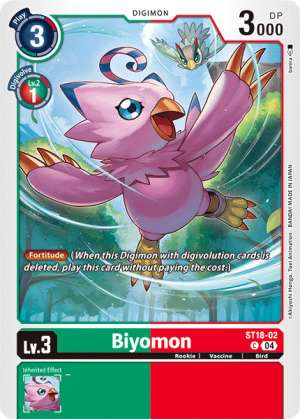 DIGIMON
Play
3
DP
3000
Digivolve
Lv.2
1
Fortitude (When this Digimon with digivolution cards is
deleted, play this card without paying the cost.)
©Akiyoshi Hongo, Toei Animation BANDAI MADE IN JAPAN
Lv.3
Biyomon
ST18-02
C 04
Rookie Vaccine Bird
Inherited Effect